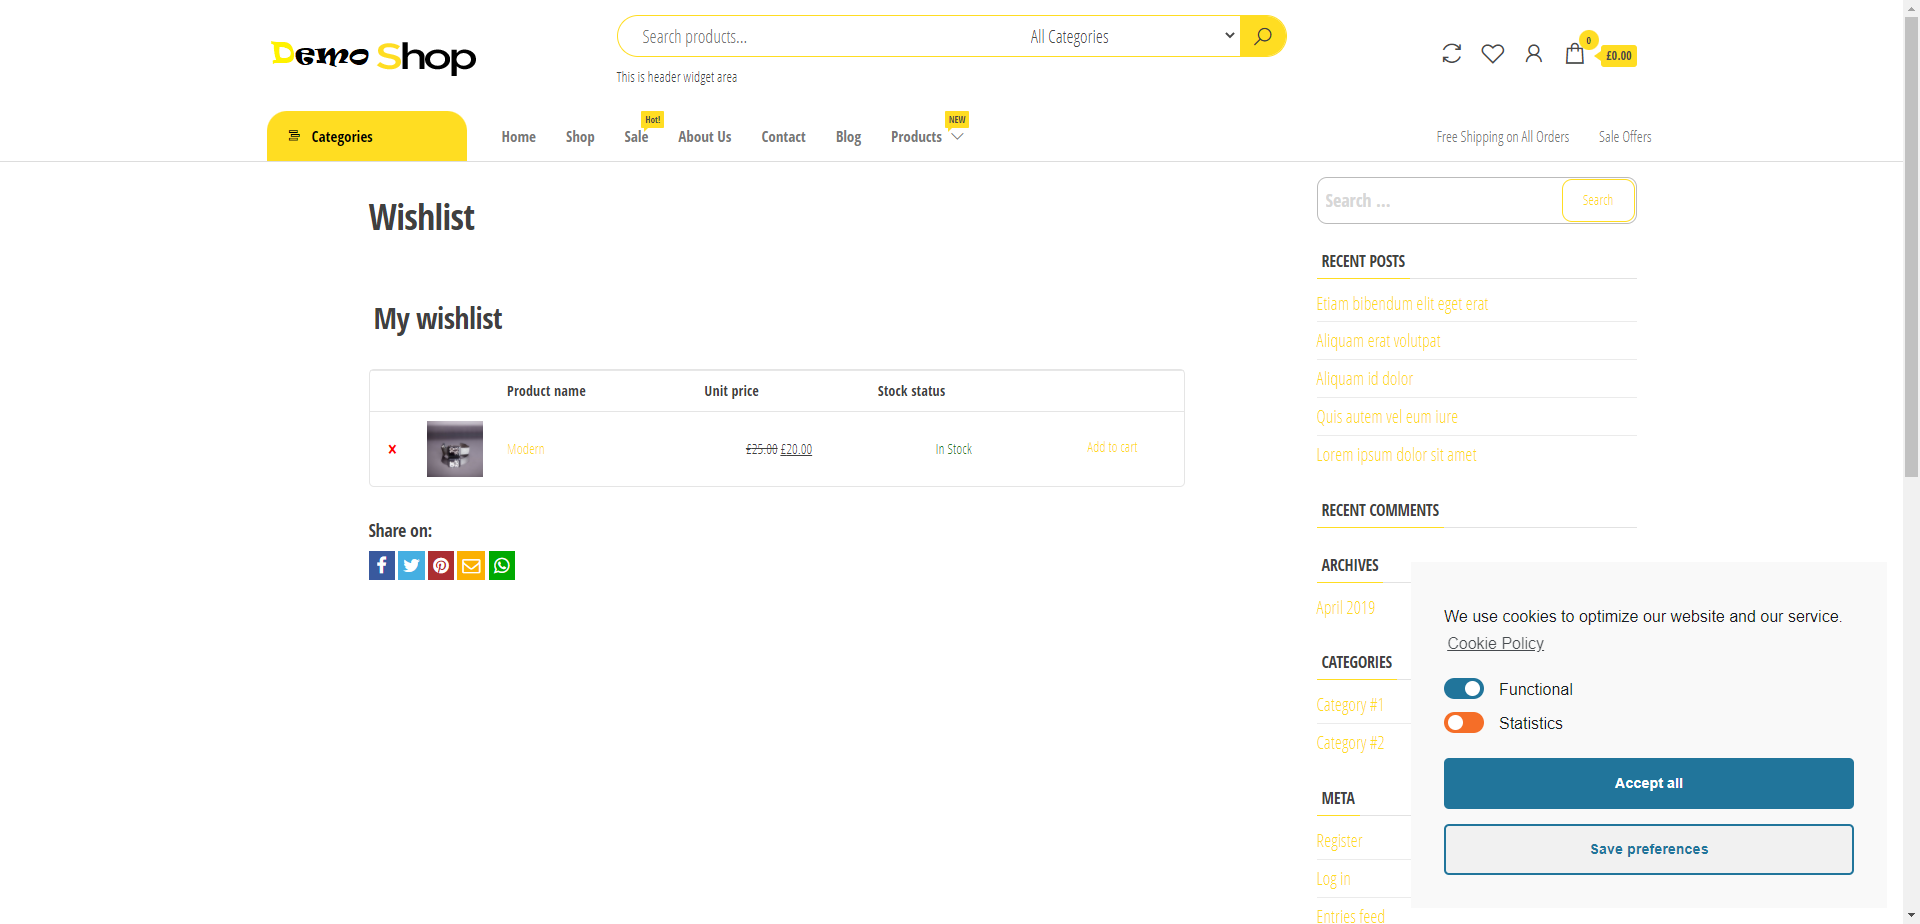 Demo Shop
Search products...
All Categories
This is header widget area
0
£0.00
Categories
Home
Shop
Sale
Hot!
About Us
Contact
Blog
Products
NEW
Free Shipping on All Orders
Sale Offers
Wishlist
My wishlist
Product name Unit price Stock status
× Modern £25.00 £20.00 In Stock Add to cart
Share on:
Search ...
Search
RECENT POSTS
Etiam bibendum elit eget erat
Aliquam erat volutpat
Aliquam id dolor
Quis autem vel eum iure
Lorem ipsum dolor sit amet
RECENT COMMENTS
ARCHIVES
April 2019
CATEGORIES
Category #1
Category #2
META
Register
Log in
Entries feed
We use cookies to optimize our website and our service.
Cookie Policy
Functional
Statistics
Accept all
Save preferences